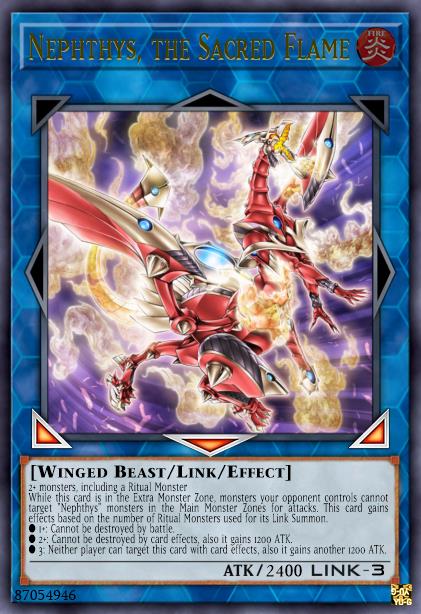 Nephthys, the Sacred Flame
FIRE
炎
[Winged Beast/Link/Effect]
2+ monsters, including a Ritual Monster
While this card is in the Extra Monster Zone, monsters your opponent controls cannot
target "Nephthys" monsters in the Main Monster Zones for attacks. This card gains
effects based on the number of Ritual Monsters used for its Link Summon.
● 1+: Cannot be destroyed by battle.
● 2+: Cannot be destroyed by card effects, also it gains 1200 ATK.
● 3: Neither player can target this card with card effects, also it gains another 1200 ATK.
ATK/2400 LINK-3
87054946